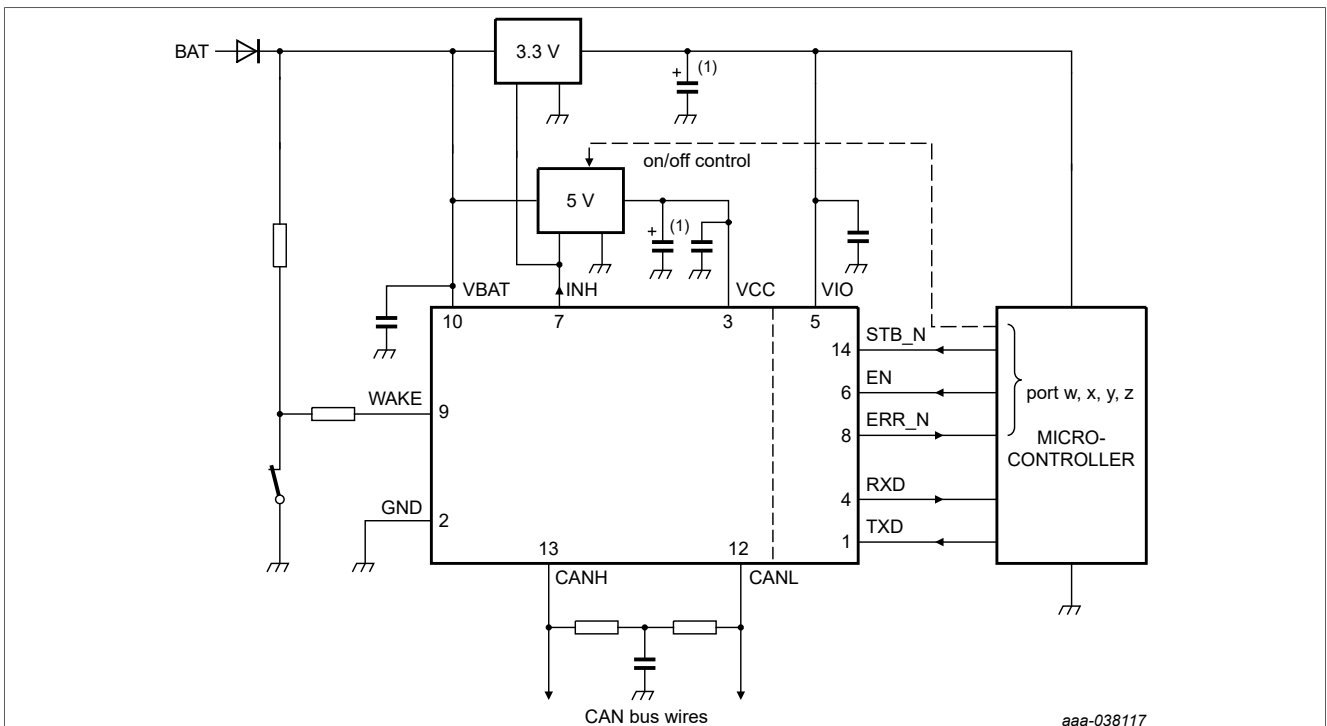 BAT
3.3 V
+
(1)
on/off control
5 V
+
(1)
VBAT
INH
VCC
VIO
10
7
3
5
STB_N
14
EN
6
port w, x, y, z
WAKE
9
ERR_N
8
MICRO-
CONTROLLER
RXD
4
GND
2
TXD
1
13
12
CANH
CANL
CAN bus wires
aaa-038117